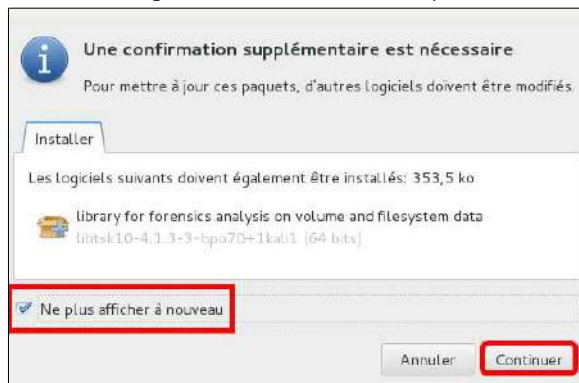 Une confirmation supplémentaire est nécessaire
Pour mettre à jour ces paquets, d'autres logiciels doivent être modifiés.
Installer
Les logiciels suivants doivent également être installés: 353,5 ko
library for forensics analysis on volume and filesystem data
libtsk10-4.1.3-3~bpo70+1kali1 (64 bits)
Ne plus afficher à nouveau
Annuler
Continuer